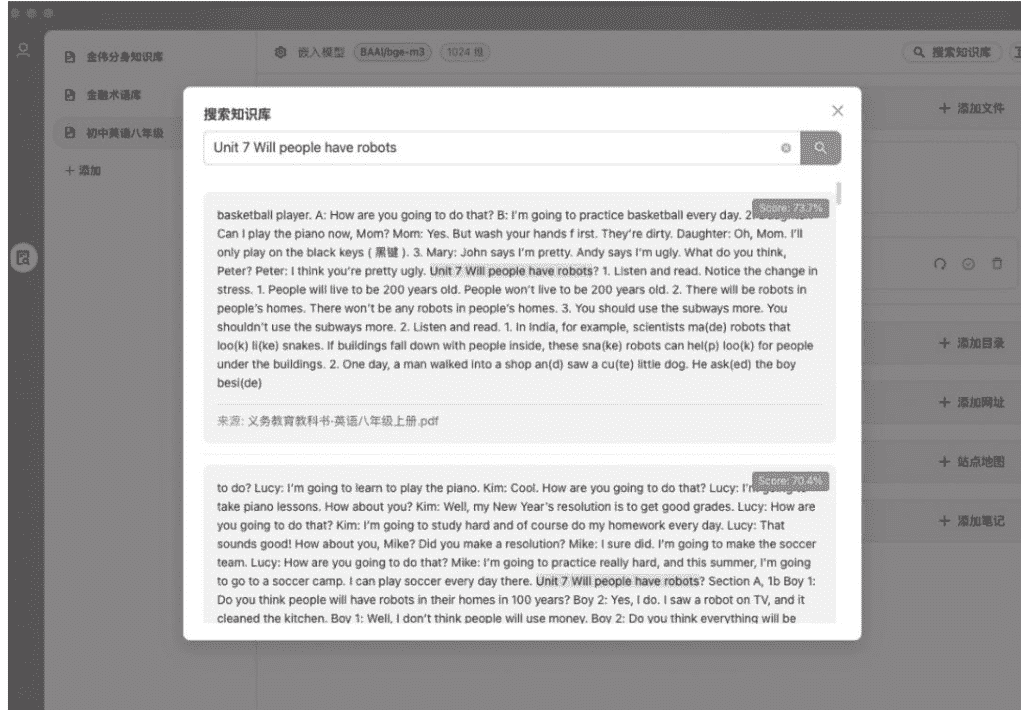 金伟分身知识库
嵌入模型 BAAI/bge-m3 1024 维
搜索知识库
金融术语库
初中英语八年级
+ 添加
+ 添加文件
搜索知识库
Unit 7 Will people have robots
Score: 73.7%
basketball player. A: How are you going to do that? B: I'm going to practice basketball every day. 2.
Can I play the piano now, Mom? Mom: Yes. But wash your hands f irst. They're dirty. Daughter: Oh, Mom. I'll
only play on the black keys ( 黑键 ). 3. Mary: John says I'm pretty. Andy says I'm ugly. What do you think,
Peter? Peter: I think you're pretty ugly. Unit 7 Will people have robots? 1. Listen and read. Notice the change in
stress. 1. People will live to be 200 years old. People won't live to be 200 years old. 2. There will be robots in
people's homes. There won't be any robots in people's homes. 3. You should use the subways more. You
shouldn't use the subways more. 2. Listen and read. 1. In India, for example, scientists ma(de) robots that
loo(k) li(ke) snakes. If buildings fall down with people inside, these sna(ke) robots can hel(p) loo(k) for people
under the buildings. 2. One day, a man walked into a shop an(d) saw a cu(te) little dog. He ask(ed) the boy
besi(de)
来源: 义务教育教科书·英语八年级上册.pdf
Score: 70.4%
to do? Lucy: I'm going to learn to play the piano. Kim: Cool. How are you going to do that? Lucy:
take piano lessons. How about you? Kim: Well, my New Year's resolution is to get good grades. Lucy: How are
you going to do that? Kim: I'm going to study hard and of course do my homework every day. Lucy: That
sounds good! How about you, Mike? Did you make a resolution? Mike: I sure did. I'm going to make the soccer
team. Lucy: How are you going to do that? Mike: I'm going to practice really hard, and this summer, I'm going
to go to a soccer camp. I can play soccer every day there. Unit 7 Will people have robots? Section A, 1b Boy 1:
Do you think people will have robots in their homes in 100 years? Boy 2: Yes, I do. I saw a robot on TV, and it
cleaned the kitchen. Boy 1: Well, I don't think people will use money. Boy 2: Do you think everything will be
+ 添加目录
+ 添加网址
+ 站点地图
+ 添加笔记